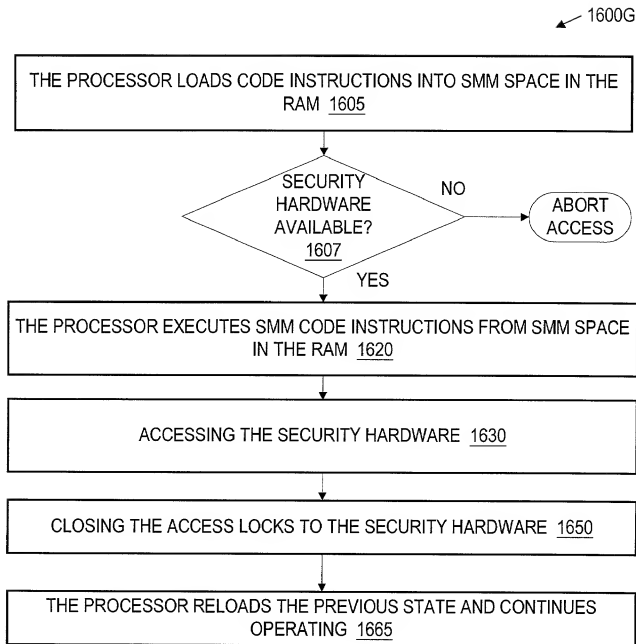 1600G
THE PROCESSOR LOADS CODE INSTRUCTIONS INTO SMM SPACE IN THE
RAM 1605
SECURITY
HARDWARE
AVAILABLE?
1607
NO
ABORT
ACCESS
YES
THE PROCESSOR EXECUTES SMM CODE INSTRUCTIONS FROM SMM SPACE
IN THE RAM 1620
ACCESSING THE SECURITY HARDWARE 1630
CLOSING THE ACCESS LOCKS TO THE SECURITY HARDWARE 1650
THE PROCESSOR RELOADS THE PREVIOUS STATE AND CONTINUES
OPERATING 1665